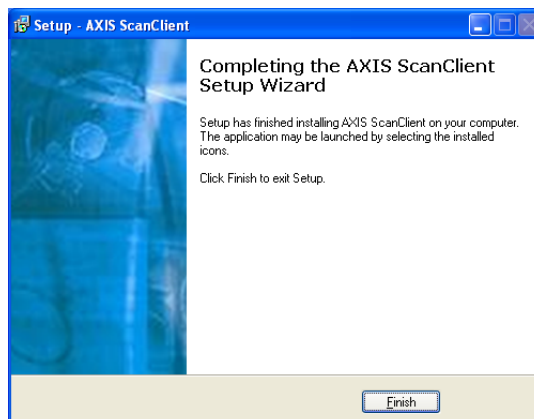 Setup - AXIS ScanClient
Completing the AXIS ScanClient
Setup Wizard
Setup has finished installing AXIS ScanClient on your computer.
The application may be launched by selecting the installed
icons.
Click Finish to exit Setup.
Finish